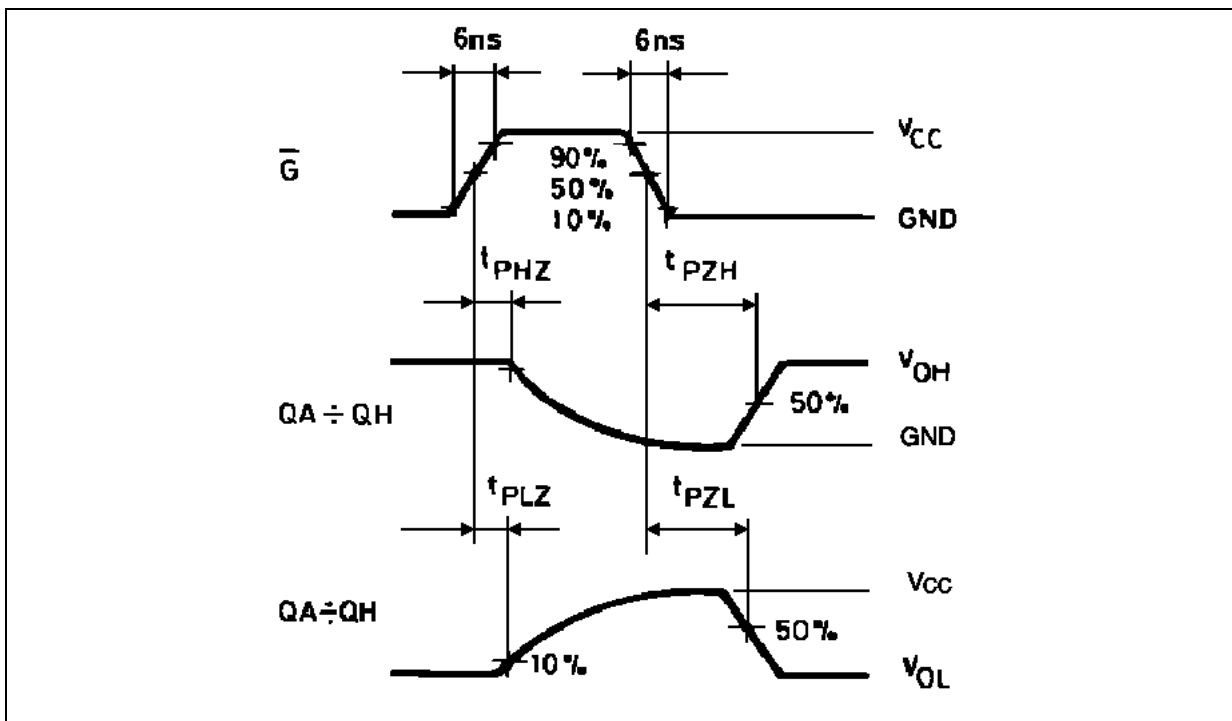 6ns 6ns
G̅
VCC
90%
50%
10%
GND
tPHZ tPZH
QA ÷ QH
VOH
50%
GND
tPLZ tPZL
QA÷QH
VCC
50%
10%
VOL